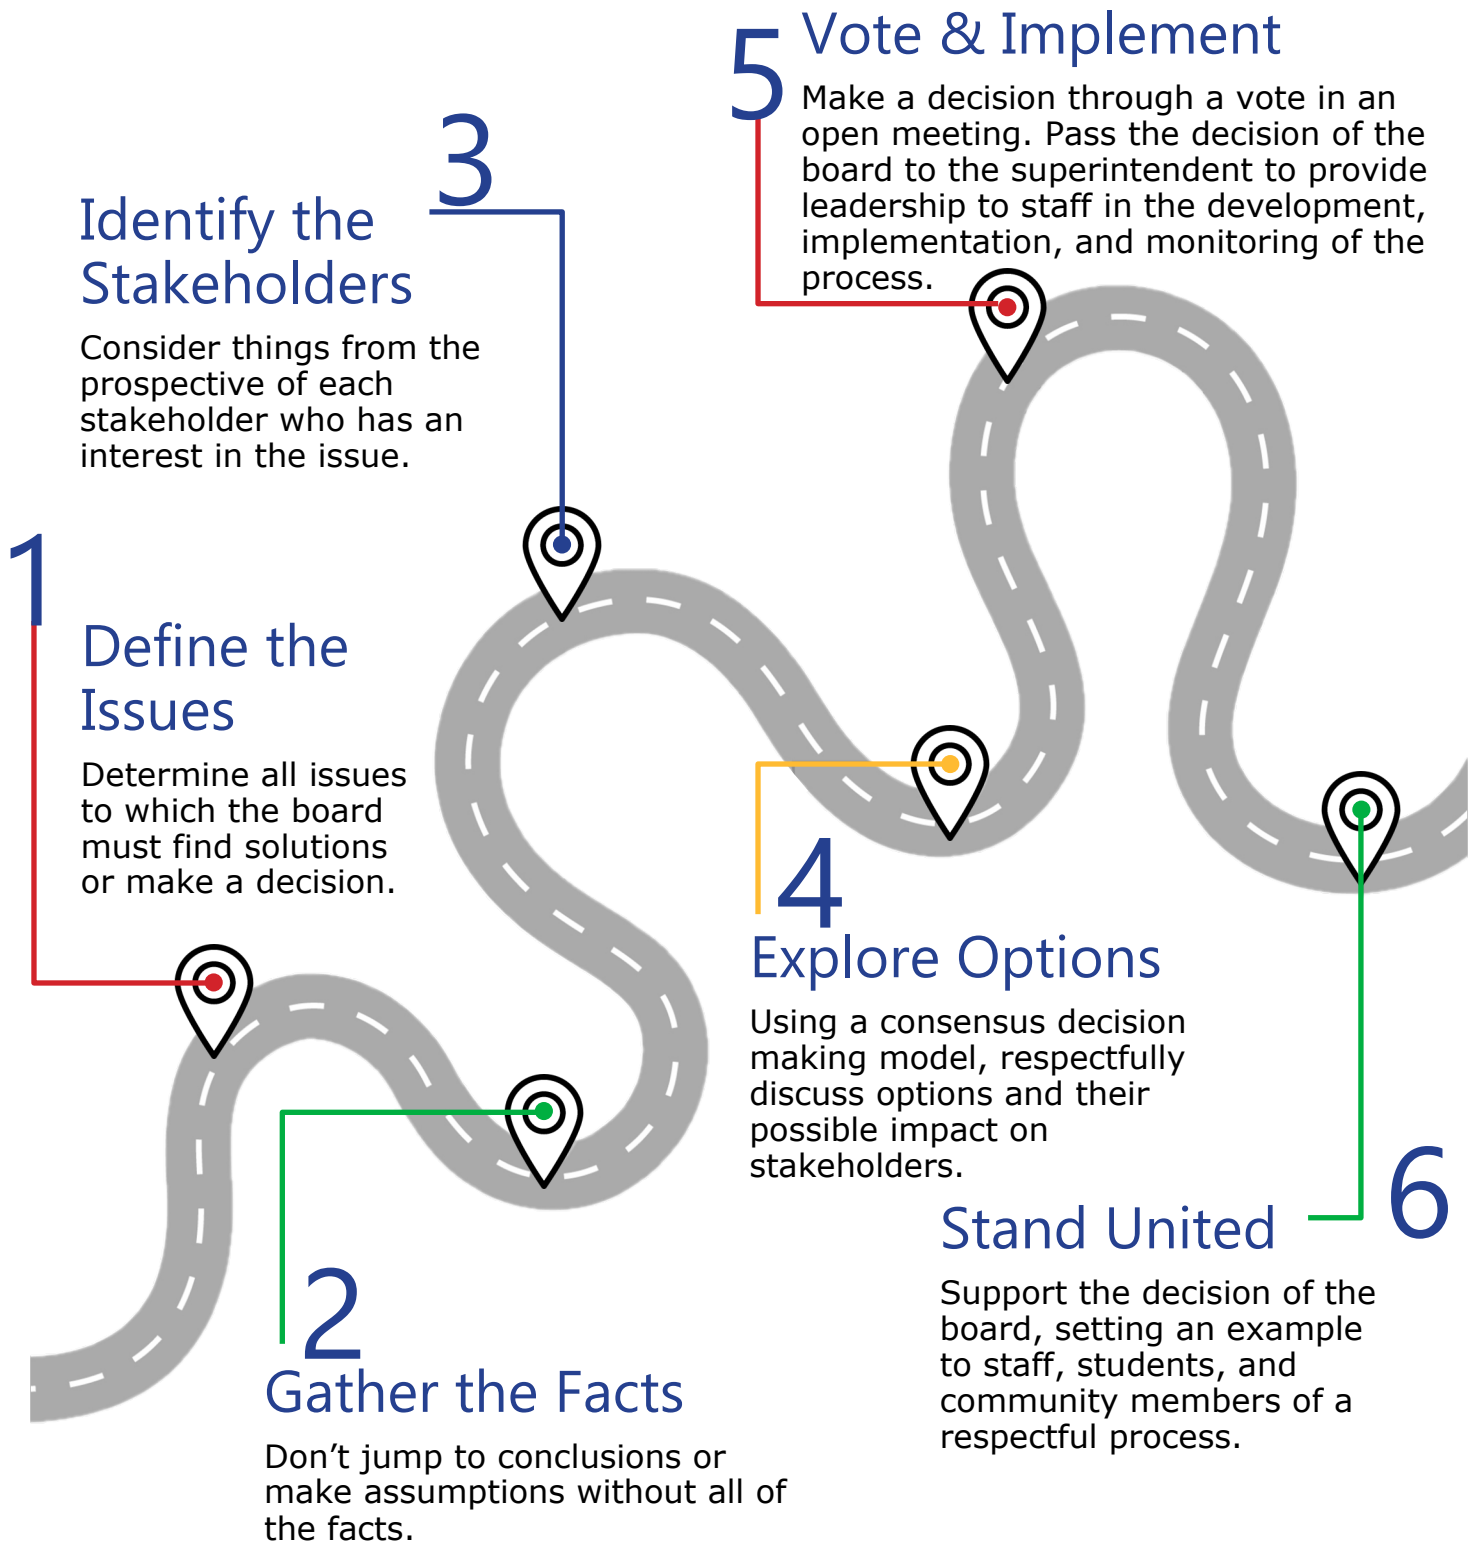 1
Define the
Issues
Determine all issues
to which the board
must find solutions
or make a decision.
2
Gather the Facts
Don’t jump to conclusions or
make assumptions without all of
the facts.
3
Identify the
Stakeholders
Consider things from the
prospective of each
stakeholder who has an
interest in the issue.
4
Explore Options
Using a consensus decision
making model, respectfully
discuss options and their
possible impact on
stakeholders.
5
Vote & Implement
Make a decision through a vote in an
open meeting. Pass the decision of the
board to the superintendent to provide
leadership to staff in the development,
implementation, and monitoring of the
process.
6
Stand United
Support the decision of the
board, setting an example
to staff, students, and
community members of a
respectful process.